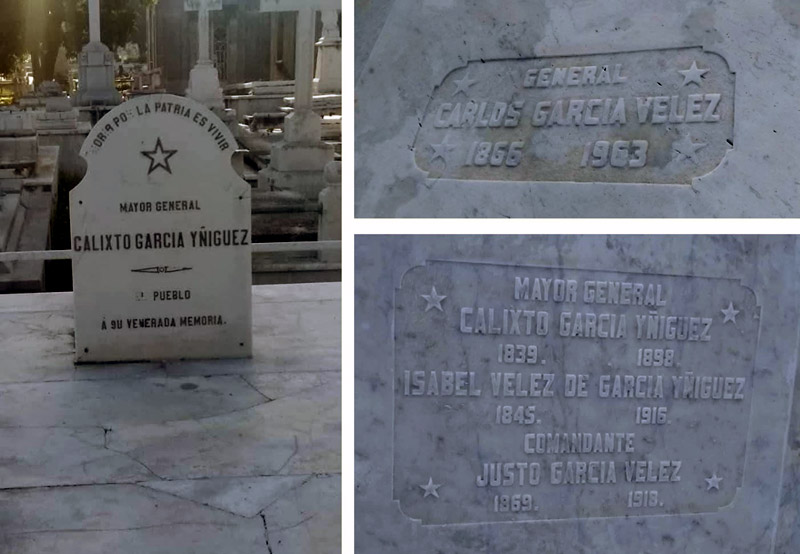 POR LA PATRIA ES VIVIR
MAYOR GENERAL
CALIXTO GARCIA YÑIGUEZ
PUEBLO
Á SU VENERADA MEMORIA.
GENERAL
CARLOS GARCIA VELEZ
1866 1963
MAYOR GENERAL
CALIXTO GARCIA YÑIGUEZ
1839. 1898.
ISABEL VELEZ DE GARCIA YÑIGUEZ
1845. 1916.
COMANDANTE
JUSTO GARCIA VELEZ
1869. 1918.